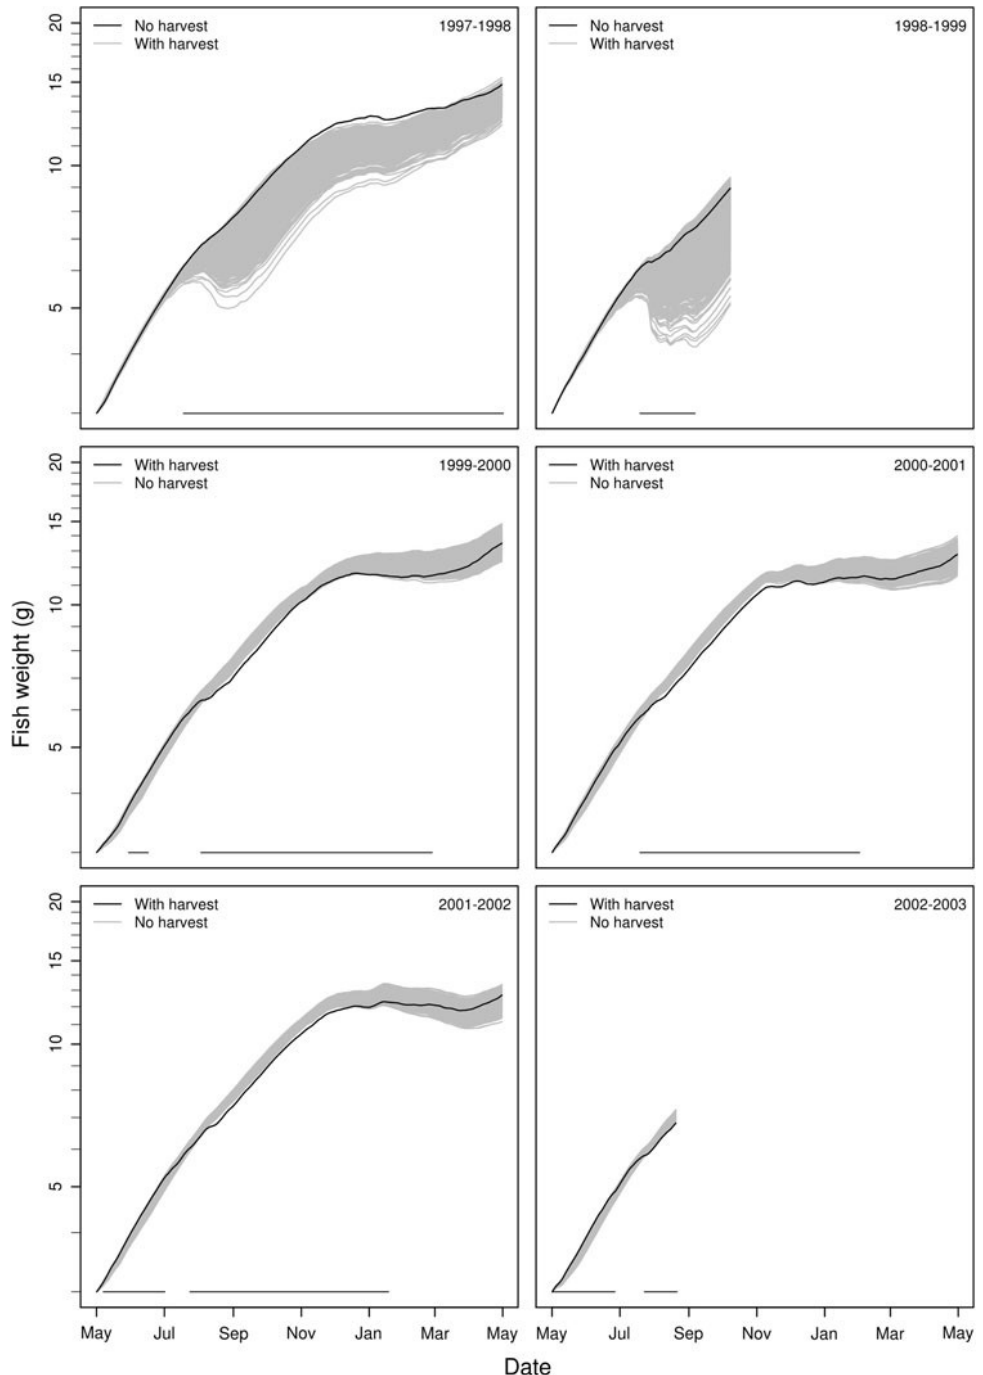 20
15
10
5
No harvest
With harvest
1997-1998
No harvest
With harvest
1998-1999
20
15
10
5
With harvest
No harvest
1999-2000
With harvest
No harvest
2000-2001
Fish weight (g)
20
15
10
5
With harvest
No harvest
2001-2002
With harvest
No harvest
2002-2003
May Jul Sep Nov Jan Mar May
May Jul Sep Nov Jan Mar May
Date